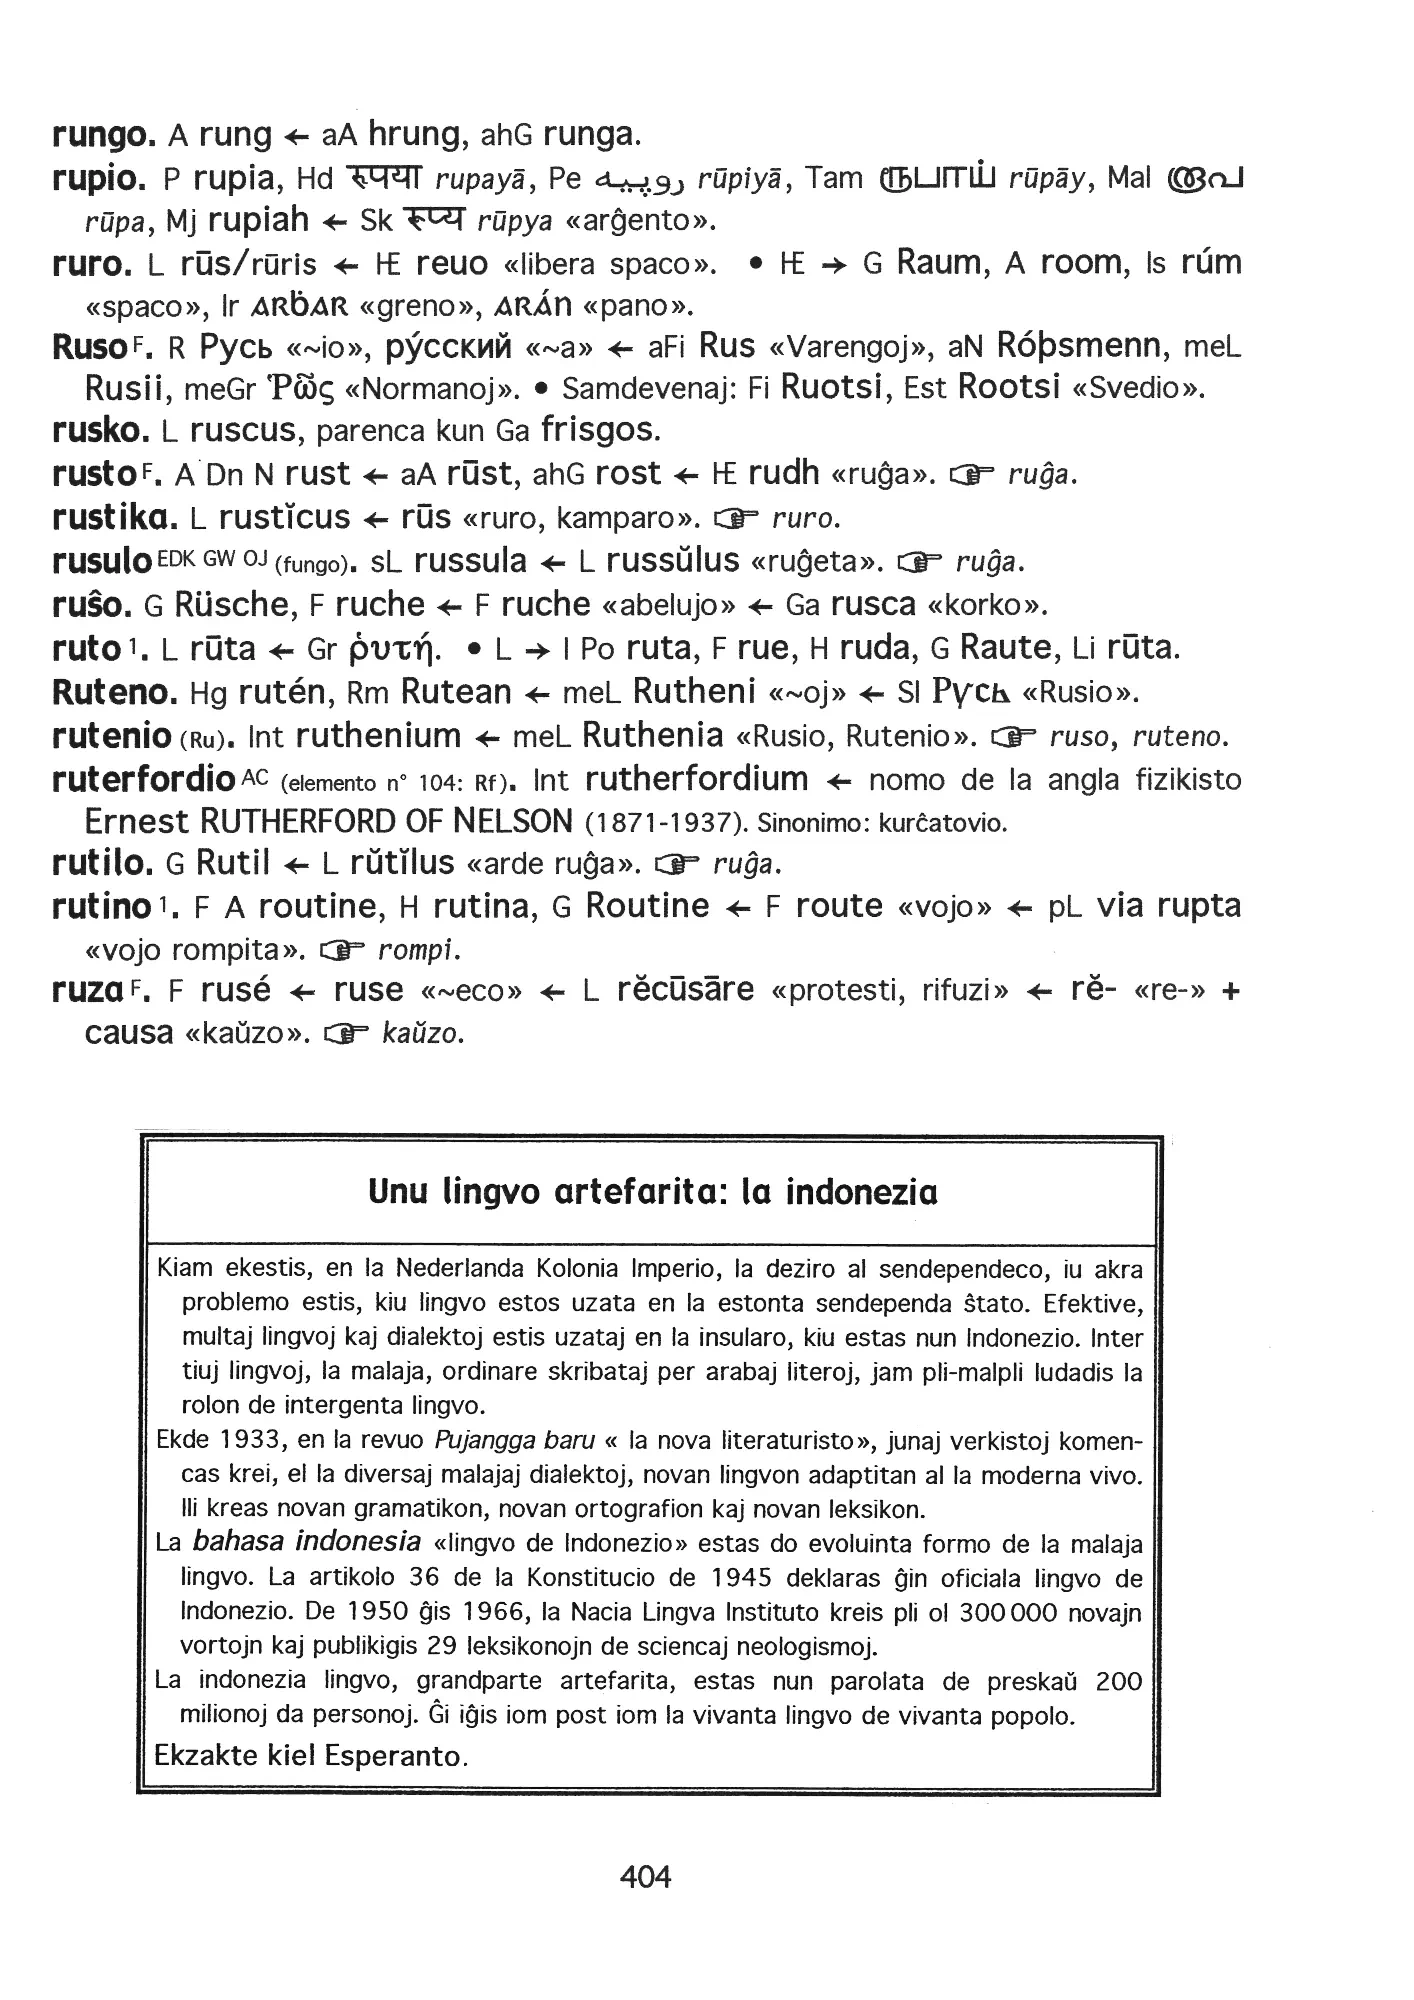 rungo. A rung ← aA hrung, ahG runga.
rupio. P rupia, Hd रुपया rupayā, Pe روپیه rūpiyā, Tam ரூபாய் rūpāy, Mal രൂപ
rūpa, Mj rupiah ← Sk रूप्य rūpya «arĝento».
ruro. L rūs/rūrĭs ← IE reuo «libera spaco». • IE → G Raum, A room, Is rúm
«spaco», Ir ARḃAR «greno», ARÁn «pano».
Ruso F. R Русь «~io», ру́сский «~a» ← aFi Rus «Varengoj», aN Róþsmenn, meL
Rusii, meGr Ῥῶς «Normanoj». • Samdevenaj: Fi Ruotsi, Est Rootsi «Svedio».
rusko. L ruscus, parenca kun Ga frisgos.
rusto F. A Dn N rust ← aA rūst, ahG rost ← IE rudh «ruĝa». ☞ ruĝa.
rustika. L rustĭcus ← rūs «ruro, kamparo». ☞ ruro.
rusulo EDK GW OJ (fungo). sL russula ← L russŭlus «ruĝeta». ☞ ruĝa.
ruŝo. G Rüsche, F ruche ← F ruche «abelujo» ← Ga rusca «korko».
ruto 1. L rūta ← Gr ῥυτή. • L → I Po ruta, F rue, H ruda, G Raute, Li rūta.
Ruteno. Hg rutén, Rm Rutean ← meL Rutheni «~oj» ← Sl Рѵсь «Rusio».
rutenio (Ru). Int ruthenium ← meL Ruthenia «Rusio, Rutenio». ☞ ruso, ruteno.
ruterfordio AC (elemento n° 104: Rf). Int rutherfordium ← nomo de la angla fizikisto
Ernest RUTHERFORD OF NELSON (1871-1937). Sinonimo: kurĉatovio.
rutilo. G Rutil ← L rŭtĭlus «arde ruĝa». ☞ ruĝa.
rutino 1. F A routine, H rutina, G Routine ← F route «vojo» ← pL via rupta
«vojo rompita». ☞ rompi.
ruza F. F rusé ← ruse «~eco» ← L rĕcūsāre «protesti, rifuzi» ← rĕ- «re-» +
causa «kaŭzo». ☞ kaŭzo.
Unu lingvo artefarita: la indonezia
Kiam ekestis, en la Nederlanda Kolonia Imperio, la deziro al sendependeco, iu akra
problemo estis, kiu lingvo estos uzata en la estonta sendependa ŝtato. Efektive,
multaj lingvoj kaj dialektoj estis uzataj en la insularo, kiu estas nun Indonezio. Inter
tiuj lingvoj, la malaja, ordinare skribataj per arabaj literoj, jam pli-malpli ludadis la
rolon de intergenta lingvo.
Ekde 1933, en la revuo Pujangga baru « la nova literaturisto», junaj verkistoj komen-
cas krei, el la diversaj malajaj dialektoj, novan lingvon adaptitan al la moderna vivo.
Ili kreas novan gramatikon, novan ortografion kaj novan leksikon.
La bahasa indonesia «lingvo de Indonezio» estas do evoluinta formo de la malaja
lingvo. La artikolo 36 de la Konstitucio de 1945 deklaras ĝin oficiala lingvo de
Indonezio. De 1950 ĝis 1966, la Nacia Lingva Instituto kreis pli ol 300 000 novajn
vortojn kaj publikigis 29 leksikonojn de sciencaj neologismoj.
La indonezia lingvo, grandparte artefarita, estas nun parolata de preskaŭ 200
milionoj da personoj. Ĝi iĝis iom post iom la vivanta lingvo de vivanta popolo.
Ekzakte kiel Esperanto.
404